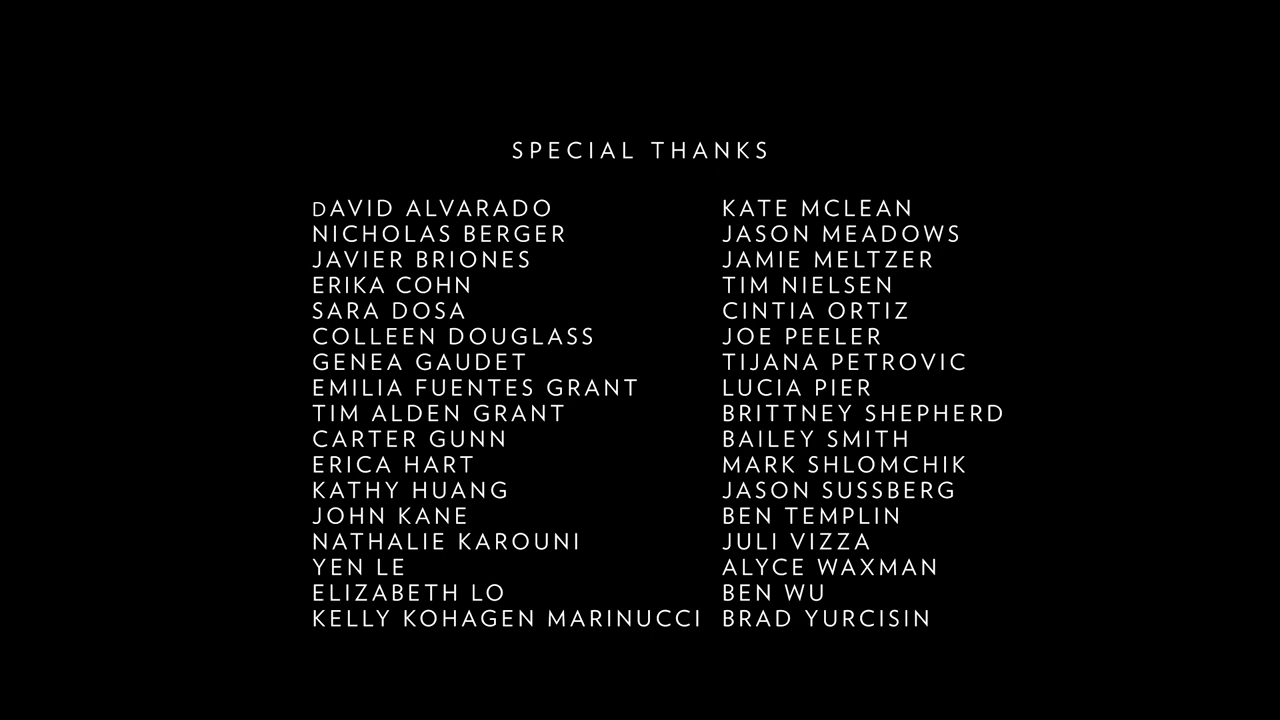 SPECIAL THANKS
DAVID ALVARADO
NICHOLAS BERGER
JAVIER BRIONES
ERIKA COHN
SARA DOSA
COLLEEN DOUGLASS
GENEA GAUDET
EMILIA FUENTES GRANT
TIM ALDEN GRANT
CARTER GUNN
ERICA HART
KATHY HUANG
JOHN KANE
NATHALIE KAROUNI
YEN LE
ELIZABETH LO
KELLY KOHAGEN MARINUCCI
KATE MCLEAN
JASON MEADOWS
JAMIE MELTZER
TIM NIELSEN
CINTIA ORTIZ
JOE PEELER
TIJANA PETROVIC
LUCIA PIER
BRITTNEY SHEPHERD
BAILEY SMITH
MARK SHLOMCHIK
JASON SUSSBERG
BEN TEMPLIN
JULI VIZZA
ALYCE WAXMAN
BEN WU
BRAD YURCISIN